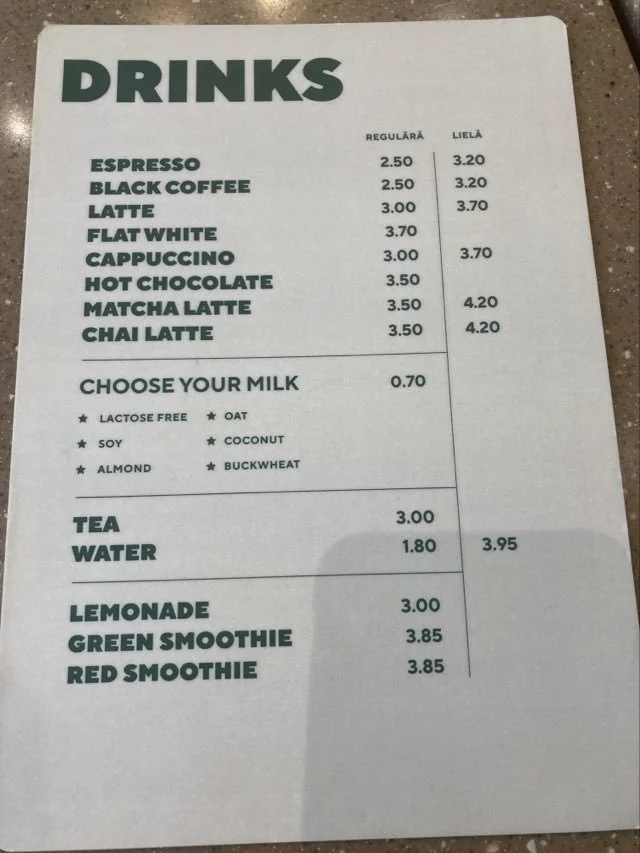 DRINKS
REGULĀRĀ LIELĀ
ESPRESSO 2.50 3.20
BLACK COFFEE 2.50 3.20
LATTE 3.00 3.70
FLAT WHITE 3.70
CAPPUCCINO 3.00 3.70
HOT CHOCOLATE 3.50
MATCHA LATTE 3.50 4.20
CHAI LATTE 3.50 4.20
CHOOSE YOUR MILK 0.70
★ LACTOSE FREE ★ OAT
★ SOY ★ COCONUT
★ ALMOND ★ BUCKWHEAT
TEA 3.00
WATER 1.80 3.95
LEMONADE 3.00
GREEN SMOOTHIE 3.85
RED SMOOTHIE 3.85